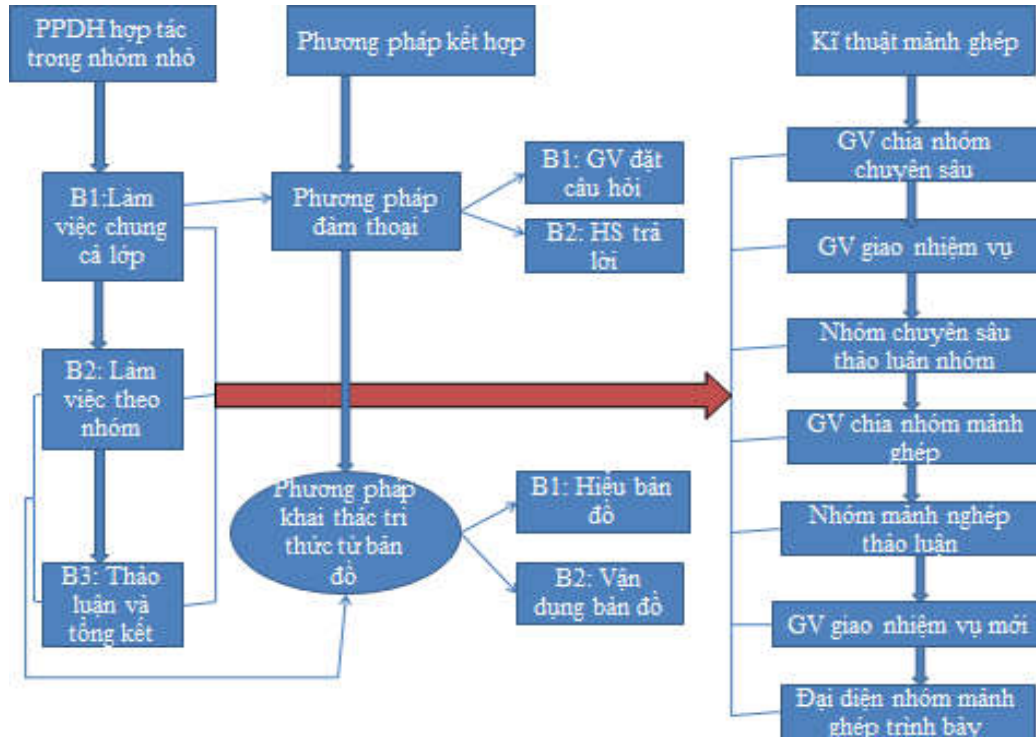 PPDH hợp tác
trong nhóm nhỏ
B1:Làm
việc chung
cả lớp
B2: Làm
việc theo
nhóm
B3: Thảo
luận và
tổng kết
Phương pháp kết hợp
Phương pháp
đàm thoại
B1: GV đặt
câu hỏi
B2: HS trả
lời
Phương pháp
khai thác tri
thức từ bản
đồ
B1: Hiểu bản
đồ
B2: Vận
dụng bản đồ
Kĩ thuật mảnh ghép
GV chia nhóm
chuyên sâu
GV giao nhiệm vụ
Nhóm chuyên sâu
thảo luận nhóm
GV chia nhóm mảnh
ghép
Nhóm mảnh nghép
thảo luận
GV giao nhiệm vụ mới
Đại diện nhóm mảnh
ghép trình bày